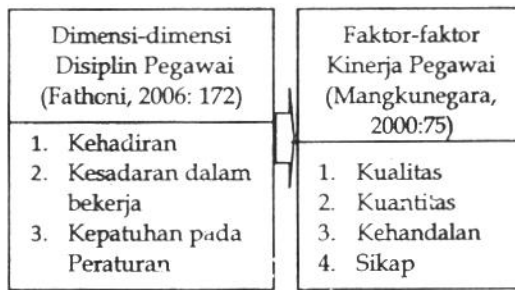 Dimensi-dimensi
Disiplin Pegawai
(Fathoni, 2006: 172)
1. Kehadiran
2. Kesadaran dalam
bekerja
3. Kepatuhan pada
Peraturan
Faktor-faktor
Kinerja Pegawai
(Mangkunegara,
2000:75)
1. Kualitas
2. Kuantitas
3. Kehandalan
4. Sikap